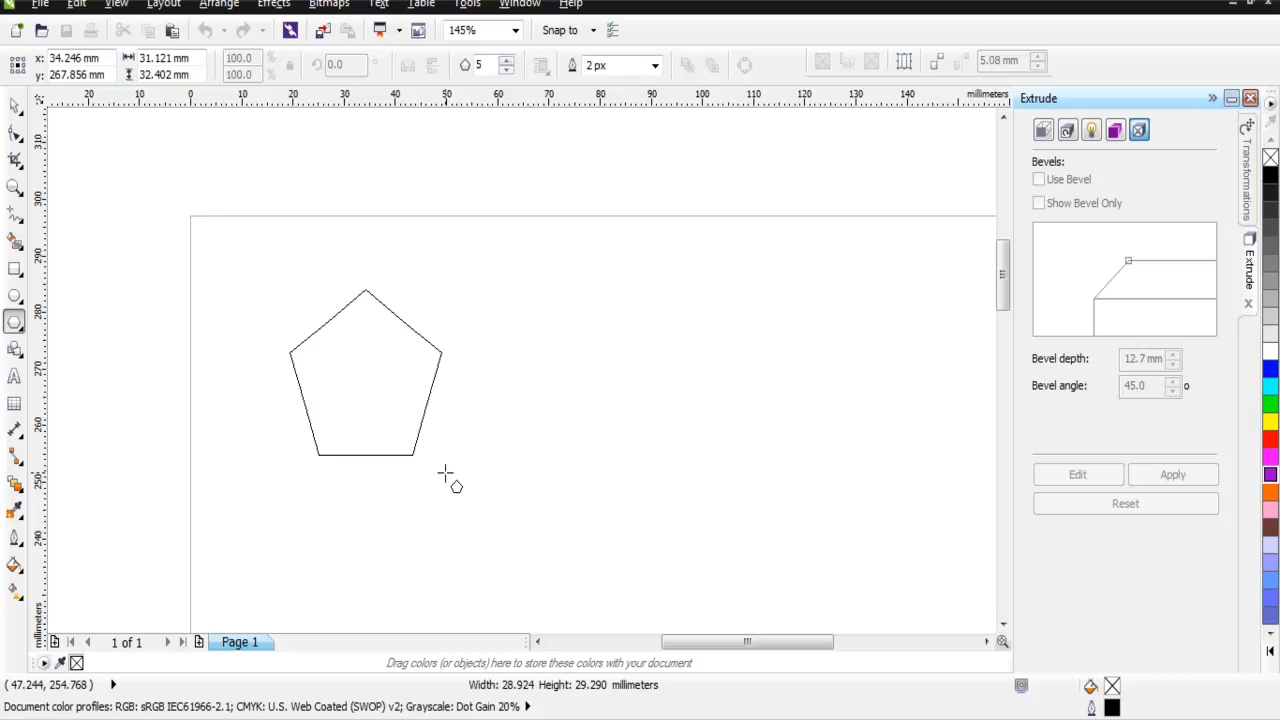 File Edit View Layout Arrange Effects Bitmaps Text Table Tools Window Help
145% Snap to
x: 34.246 mm 31.121 mm 100.0 %
y: 267.856 mm 32.402 mm 100.0 %
0.0 5 2 px 5.08 mm
20 10 0 10 20 30 40 50 60 70 80 90 100 110 120 130 140 millimeters
310
300
290
280
270
260
250
240
millimeters
Extrude
Bevels:
Use Bevel
Show Bevel Only
Bevel depth: 12.7 mm
Bevel angle: 45.0 o
Edit Apply
Reset
Transformations
Extrude
1 of 1 Page 1
Drag colors (or objects) here to store these colors with your document
( 47.244, 254.768 ) Width: 28.924 Height: 29.290 millimeters
Document color profiles: RGB: sRGB IEC61966-2.1; CMYK: U.S. Web Coated (SWOP) v2; Grayscale: Dot Gain 20%